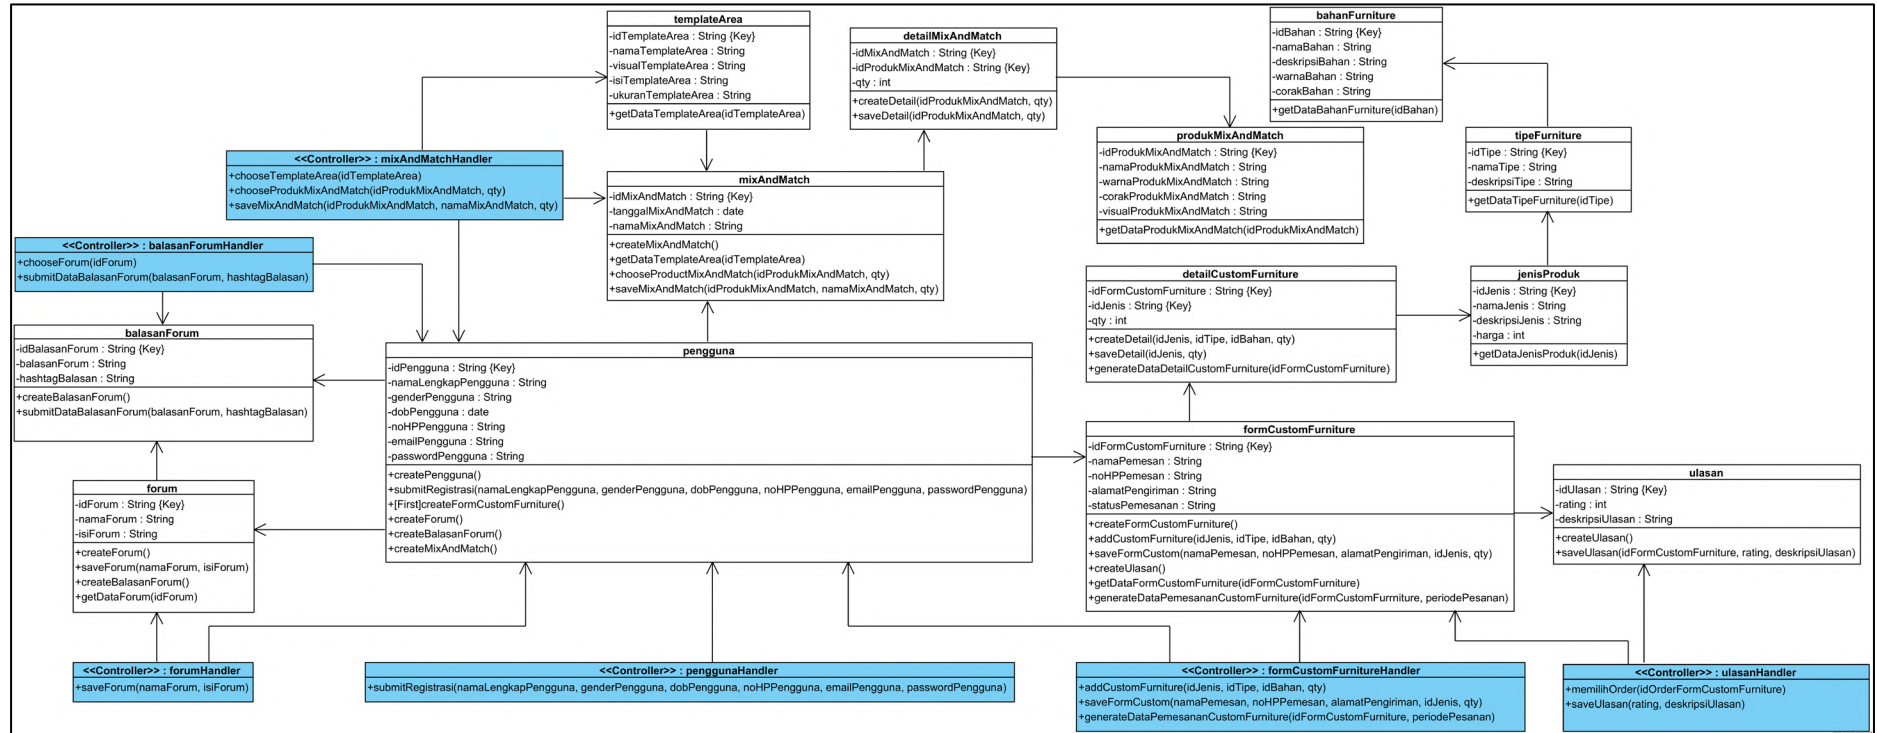 templateArea
-idTemplateArea : String {Key}
-namaTemplateArea : String
-visualTemplateArea : String
-isiTemplateArea : String
-ukuranTemplateArea : String
+getDataTemplateArea(idTemplateArea)
detailMixAndMatch
-idMixAndMatch : String {Key}
-idProdukMixAndMatch : String {Key}
-qty : int
+createDetail(idProdukMixAndMatch, qty)
+saveDetail(idProdukMixAndMatch, qty)
bahanFurniture
-idBahan : String {Key}
-namaBahan : String
-deskripsiBahan : String
-warnaBahan : String
-corakBahan : String
+getDataBahanFurniture(idBahan)
produkMixAndMatch
-idProdukMixAndMatch : String {Key}
-namaProdukMixAndMatch : String
-warnaProdukMixAndMatch : String
-corakProdukMixAndMatch : String
-visualProdukMixAndMatch : String
+getDataProdukMixAndMatch(idProdukMixAndMatch)
tipeFurniture
-idTipe : String {Key}
-namaTipe : String
-deskripsiTipe : String
+getDataTipeFurniture(idTipe)
<<Controller>> : mixAndMatchHandler
+chooseTemplateArea(idTemplateArea)
+chooseProdukMixAndMatch(idProdukMixAndMatch, qty)
+saveMixAndMatch(idProdukMixAndMatch, namaMixAndMatch, qty)
mixAndMatch
-idMixAndMatch : String {Key}
-tanggalMixAndMatch : date
-namaMixAndMatch : String
+createMixAndMatch()
+getDataTemplateArea(idTemplateArea)
+chooseProductMixAndMatch(idProdukMixAndMatch, qty)
+saveMixAndMatch(idProdukMixAndMatch, namaMixAndMatch, qty)
<<Controller>> : balasanForumHandler
+chooseForum(idForum)
+submitDataBalasanForum(balasanForum, hashtagBalasan)
detailCustomFurniture
-idFormCustomFurniture : String {Key}
-idJenis : String {Key}
-qty : int
+createDetail(idJenis, idTipe, idBahan, qty)
+saveDetail(idJenis, qty)
+generateDataDetailCustomFurniture(idFormCustomFurniture)
jenisProduk
-idJenis : String {Key}
-namaJenis : String
-deskripsiJenis : String
-harga : int
+getDataJenisProduk(idJenis)
balasanForum
-idBalasanForum : String {Key}
-balasanForum : String
-hashtagBalasan : String
+createBalasanForum()
+submitDataBalasanForum(balasanForum, hashtagBalasan)
pengguna
-idPengguna : String {Key}
-namaLengkapPengguna : String
-genderPengguna : String
-dobPengguna : date
-noHPPengguna : String
-emailPengguna : String
-passwordPengguna : String
+createPengguna()
+submitRegistrasi(namaLengkapPengguna, genderPengguna, dobPengguna, noHPPengguna, emailPengguna, passwordPengguna)
+[First]createFormCustomFurniture()
+createForum()
+createBalasanForum()
+createMixAndMatch()
formCustomFurniture
-idFormCustomFurniture : String {Key}
-namaPemesan : String
-noHPPemesan : String
-alamatPengiriman : String
-statusPemesanan : String
+createFormCustomFurniture()
+addCustomFurniture(idJenis, idTipe, idBahan, qty)
+saveFormCustom(namaPemesan, noHPPemesan, alamatPengiriman, idJenis, qty)
+createUlasan()
+getDataFormCustomFurniture(idFormCustomFurniture)
+generateDataPemesananCustomFurniture(idFormCustomFurrniture, periodePesanan)
ulasan
-idUlasan : String {Key}
-rating : int
-deskripsiUlasan : String
+createUlasan()
+saveUlasan(idFormCustomFurniture, rating, deskripsiUlasan)
forum
-idForum : String {Key}
-namaForum : String
-isiForum : String
+createForum()
+saveForum(namaForum, isiForum)
+createBalasanForum()
+getDataForum(idForum)
<<Controller>> : forumHandler
+saveForum(namaForum, isiForum)
<<Controller>> : penggunaHandler
+submitRegistrasi(namaLengkapPengguna, genderPengguna, dobPengguna, noHPPengguna, emailPengguna, passwordPengguna)
<<Controller>> : formCustomFurnitureHandler
+addCustomFurniture(idJenis, idTipe, idBahan, qty)
+saveFormCustom(namaPemesan, noHPPemesan, alamatPengiriman, idJenis, qty)
+generateDataPemesananCustomFurniture(idFormCustomFurniture, periodePesanan)
<<Controller>> : ulasanHandler
+memilihOrder(idOrderFormCustomFurniture)
+saveUlasan(rating, deskripsiUlasan)